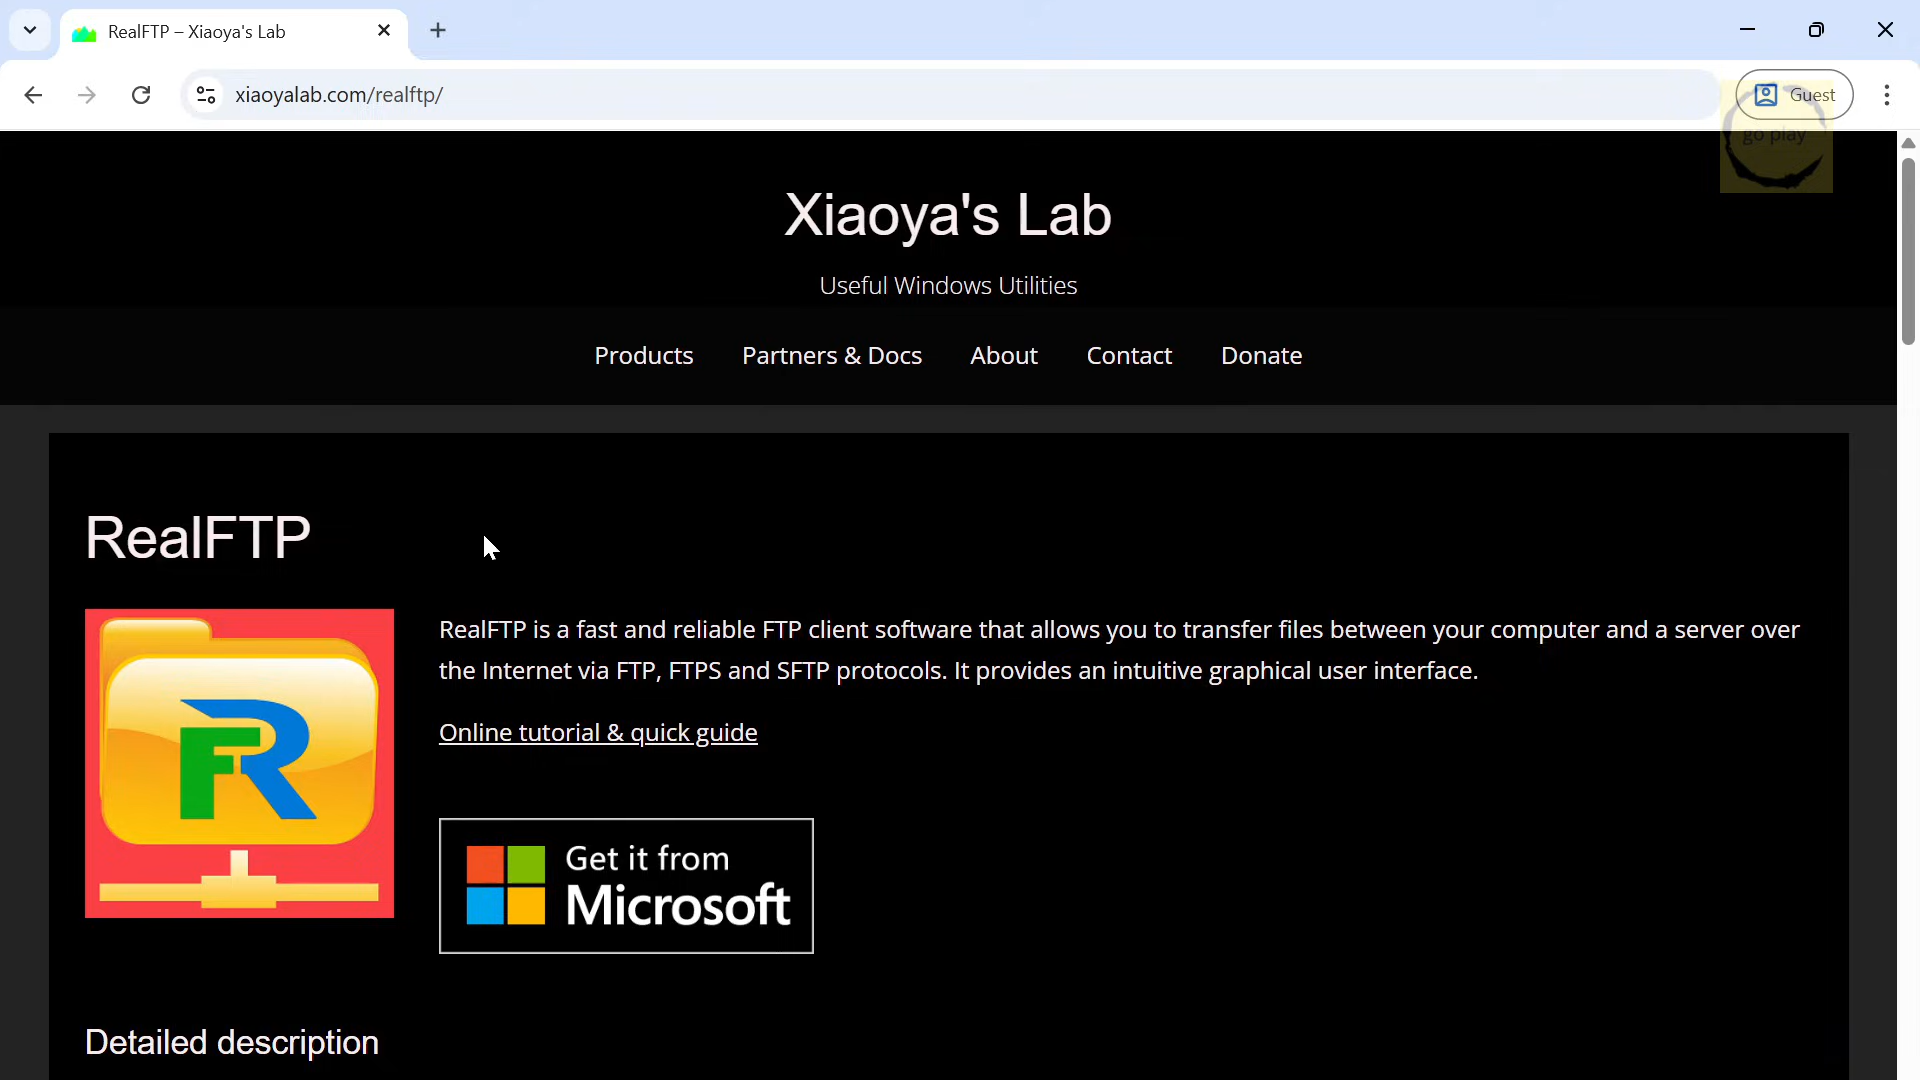 RealFTP – Xiaoya's Lab
xiaoyalab.com/realftp/
Guest
go play
Xiaoya's Lab
Useful Windows Utilities
Products Partners & Docs About Contact Donate
RealFTP
RealFTP is a fast and reliable FTP client software that allows you to transfer files between your computer and a server over
the Internet via FTP, FTPS and SFTP protocols. It provides an intuitive graphical user interface.
Online tutorial & quick guide
FR
Get it from
Microsoft
Detailed description